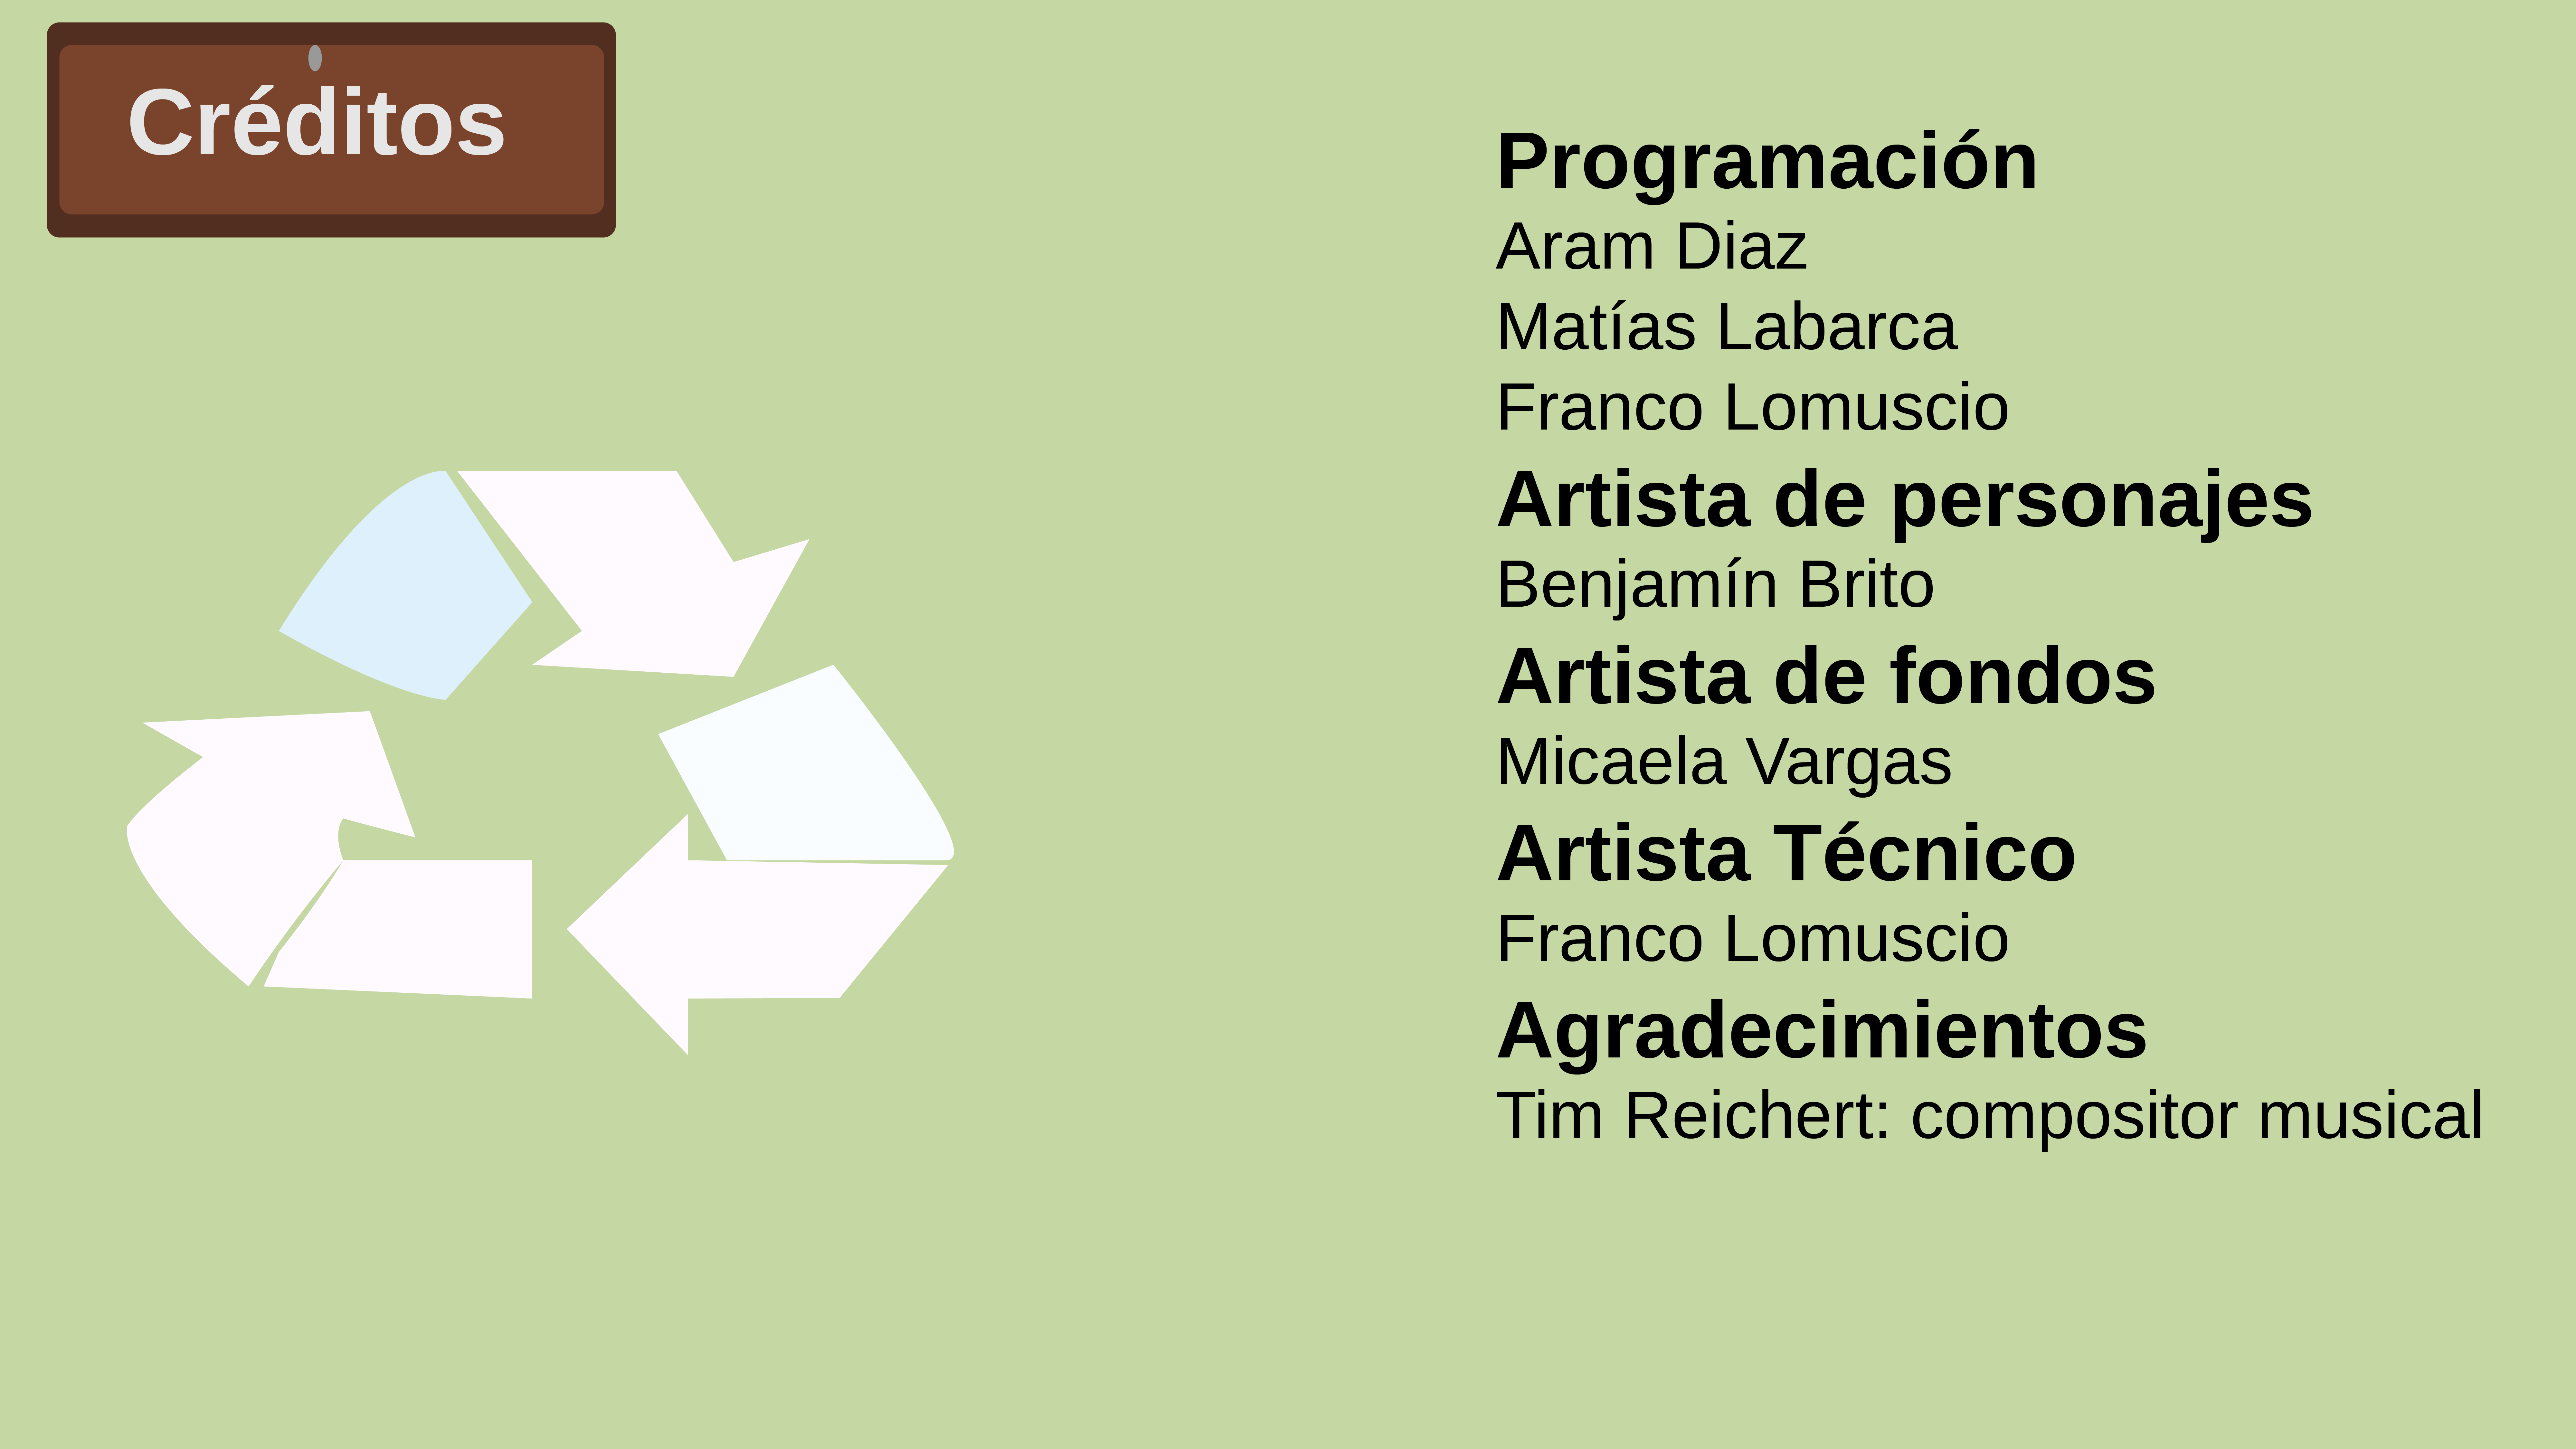 Créditos
Programación
Aram Diaz
Matías Labarca
Franco Lomuscio
Artista de personajes
Benjamín Brito
Artista de fondos
Micaela Vargas
Artista Técnico
Franco Lomuscio
Agradecimientos
Tim Reichert: compositor musical